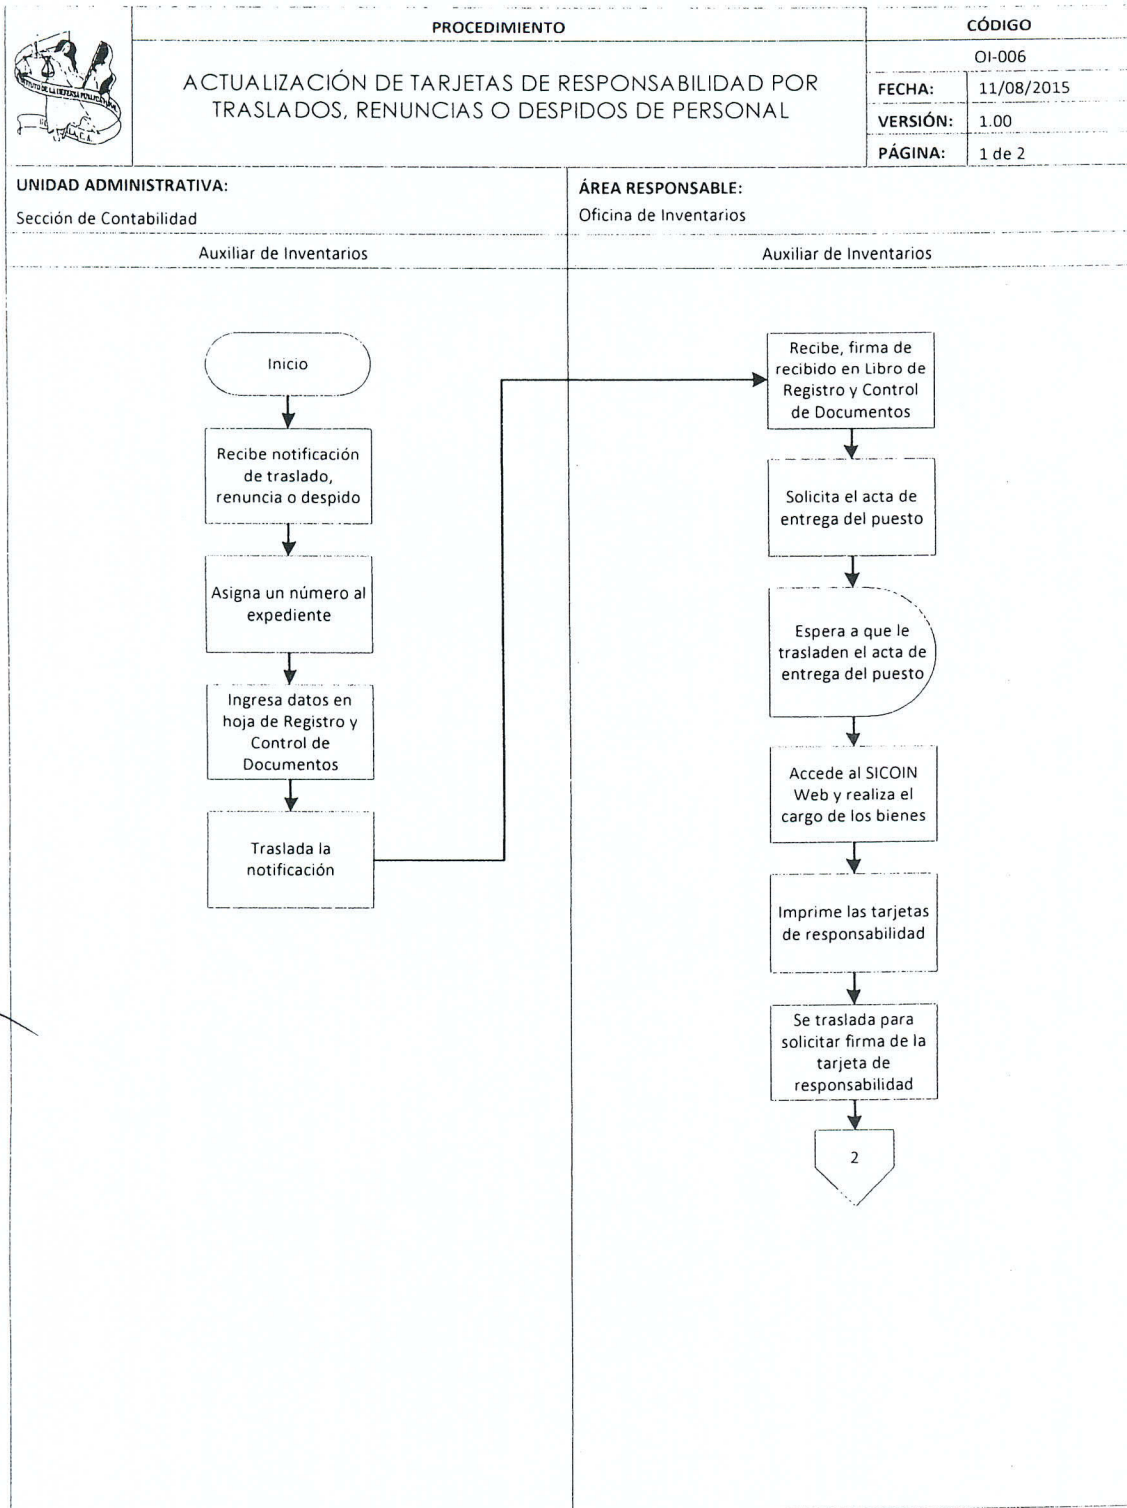 PROCEDIMIENTO
ACTUALIZACIÓN DE TARJETAS DE RESPONSABILIDAD POR
TRASLADOS, RENUNCIAS O DESPIDOS DE PERSONAL
CÓDIGO
OI-006
FECHA: 11/08/2015
VERSIÓN: 1.00
PÁGINA: 1 de 2
UNIDAD ADMINISTRATIVA:
Sección de Contabilidad
ÁREA RESPONSABLE:
Oficina de Inventarios
Auxiliar de Inventarios
Auxiliar de Inventarios
Inicio
Recibe notificación
de traslado,
renuncia o despido
Asigna un número al
expediente
Ingresa datos en
hoja de Registro y
Control de
Documentos
Traslada la
notificación
Recibe, firma de
recibido en Libro de
Registro y Control
de Documentos
Solicita el acta de
entrega del puesto
Espera a que le
trasladen el acta de
entrega del puesto
Accede al SICOIN
Web y realiza el
cargo de los bienes
Imprime las tarjetas
de responsabilidad
Se traslada para
solicitar firma de la
tarjeta de
responsabilidad
2